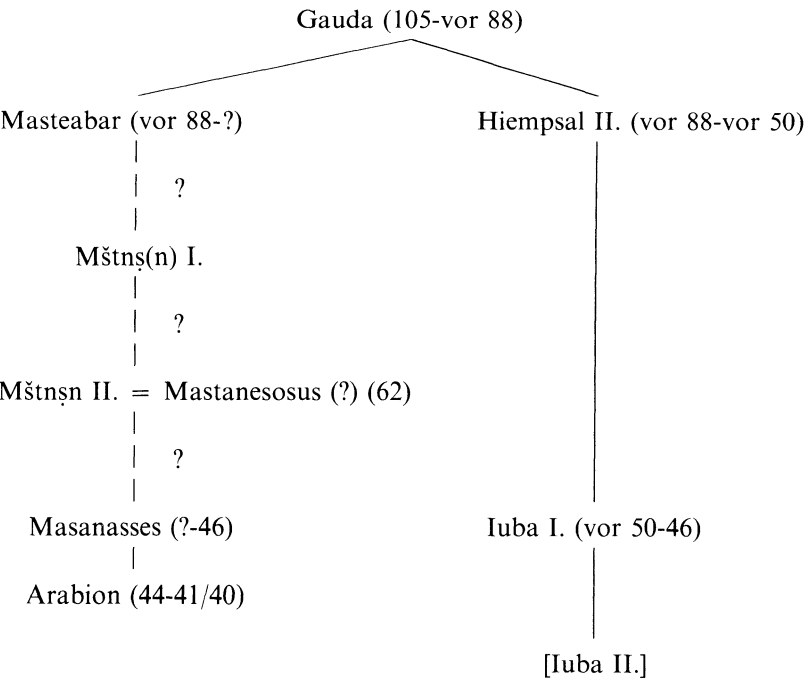 Gauda (105-vor 88)
Masteabar (vor 88-?)
Hiempsal II. (vor 88-vor 50)
?
Mštnṣ(n) I.
?
Mštnṣn II. = Mastanesosus (?) (62)
?
Masanasses (?-46)
Iuba I. (vor 50-46)
Arabion (44-41/40)
[Iuba II.]